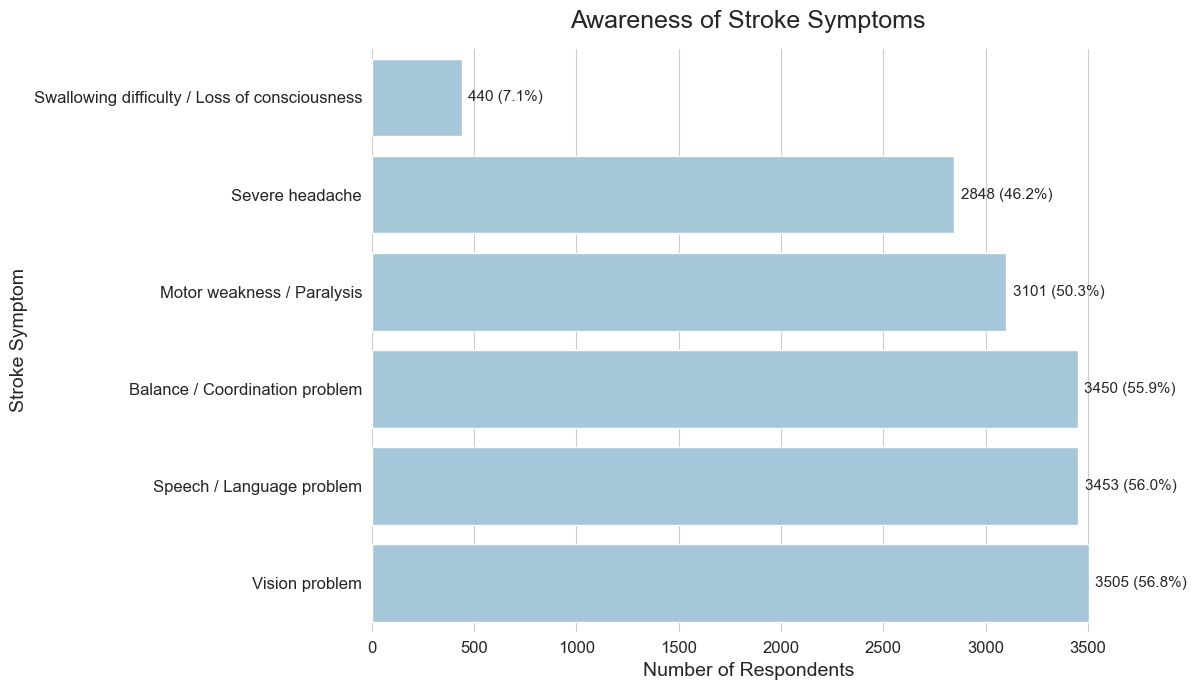 Awareness of Stroke Symptoms
Stroke Symptom
Swallowing difficulty / Loss of consciousness
440 (7.1%)
Severe headache
2848 (46.2%)
Motor weakness / Paralysis
3101 (50.3%)
Balance / Coordination problem
3450 (55.9%)
Speech / Language problem
3453 (56.0%)
Vision problem
3505 (56.8%)
0 500 1000 1500 2000 2500 3000 3500
Number of Respondents